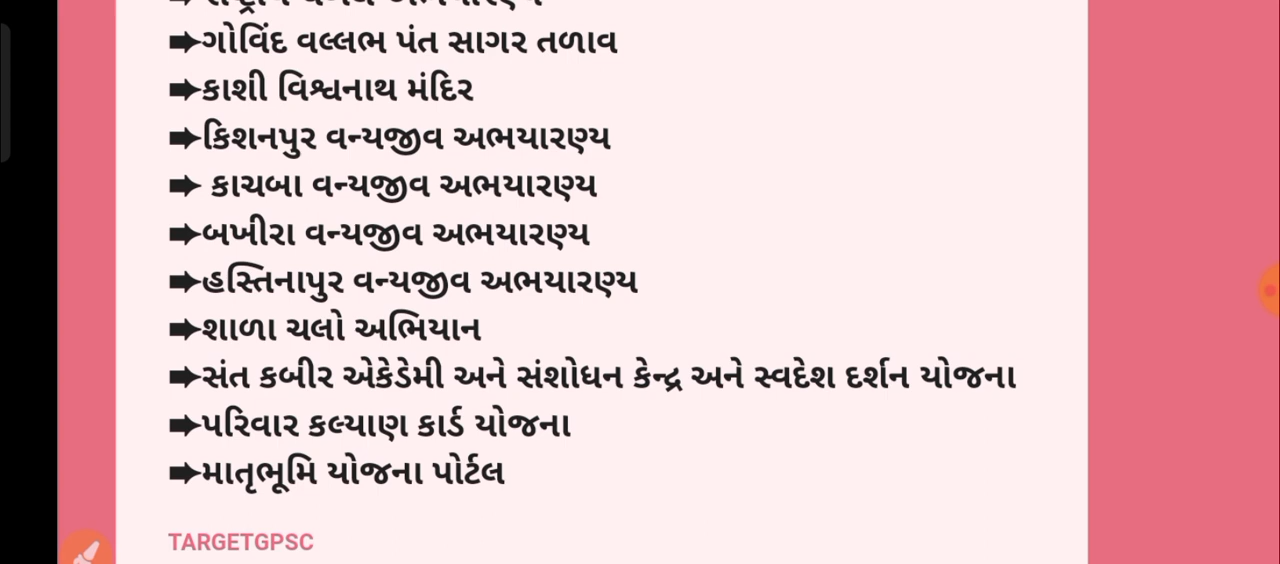 ➡ગોવિંદ વલ્લભ પંત સાગર તળાવ
➡કાશી વિશ્વનાથ મંદિર
➡કિશનપુર વન્યજીવ અભયારણ્ય
➡ કાચબા વન્યજીવ અભયારણ્ય
➡બખીરા વન્યજીવ અભયારણ્ય
➡હસ્તિનાપુર વન્યજીવ અભયારણ્ય
➡શાળા ચલો અભિયાન
➡સંત કબીર એકેડેમી અને સંશોધન કેન્દ્ર અને સ્વદેશ દર્શન યોજના
➡પરિવાર કલ્યાણ કાર્ડ યોજના
➡માતૃભૂમિ યોજના પોર્ટલ
TARGETGPSC